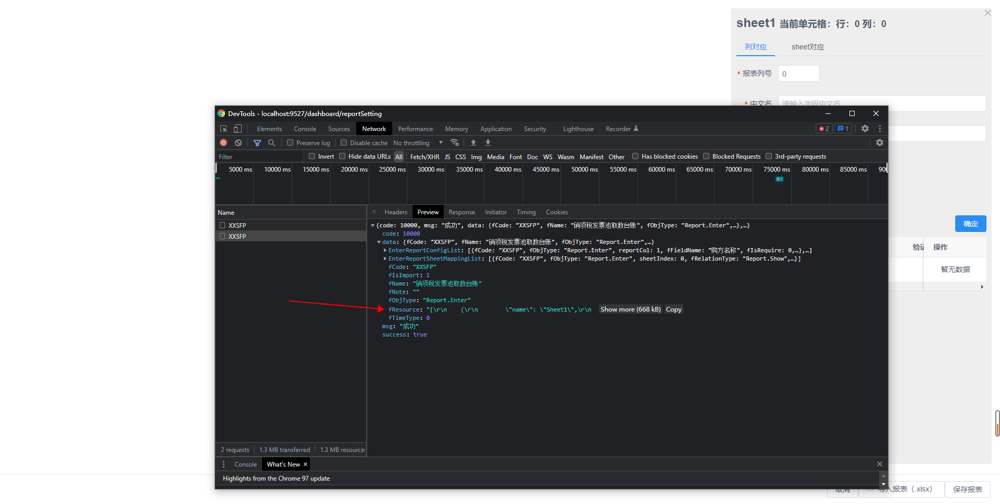 sheet1 当前单元格：行：0 列：0
列对应 sheet对应
* 报表列号 0
* 中文名 请输入字段中文名
DevTools - localhost:9527/dashboard/reportSetting
Elements Console Sources Network Performance Memory Application Security Lighthouse Recorder 2 1
Preserve log Disable cache No throttling
Filter Invert Hide data URLs All Fetch/XHR JS CSS Img Media Font Doc WS Wasm Manifest Other Has blocked cookies Blocked Requests 3rd-party requests
5000 ms 10000 ms 15000 ms 20000 ms 25000 ms 30000 ms 35000 ms 40000 ms 45000 ms 50000 ms 55000 ms 60000 ms 65000 ms 70000 ms 75000 ms 80000 ms 85000 ms 90
Name
XXSFP
XXSFP
Headers Preview Response Initiator Timing Cookies
{code: 10000, msg: "成功", data: {fCode: "XXSFP", fName: "销项税发票池取数台账", fObjType: "Report.Enter",…},…}
code: 10000
data: {fCode: "XXSFP", fName: "销项税发票池取数台账", fObjType: "Report.Enter",…}
EnterReportConfigList: [{fCode: "XXSFP", fObjType: "Report.Enter", reportCol: 1, fFieldName: "购方名称", fIsRequire: 0,…},…]
EnterReportSheetMappingList: [{fCode: "XXSFP", fObjType: "Report.Enter", sheetIndex: 0, fRelationType: "Report.Show",…}]
fCode: "XXSFP"
fIsImport: 1
fName: "销项税发票池取数台账"
fNote: ""
fObjType: "Report.Enter"
fResource: "[\r\n    {\r\n        \"name\": \"Sheet1\",\r\n Show more (668 kB) Copy
fTimeType: 0
msg: "成功"
success: true
确定
验证 操作
暂无数据
2 requests 1.3 MB transferred 1.3 MB resources
Console What's New
Highlights from the Chrome 97 update
取消 导入报表（.xlsx） 保存报表